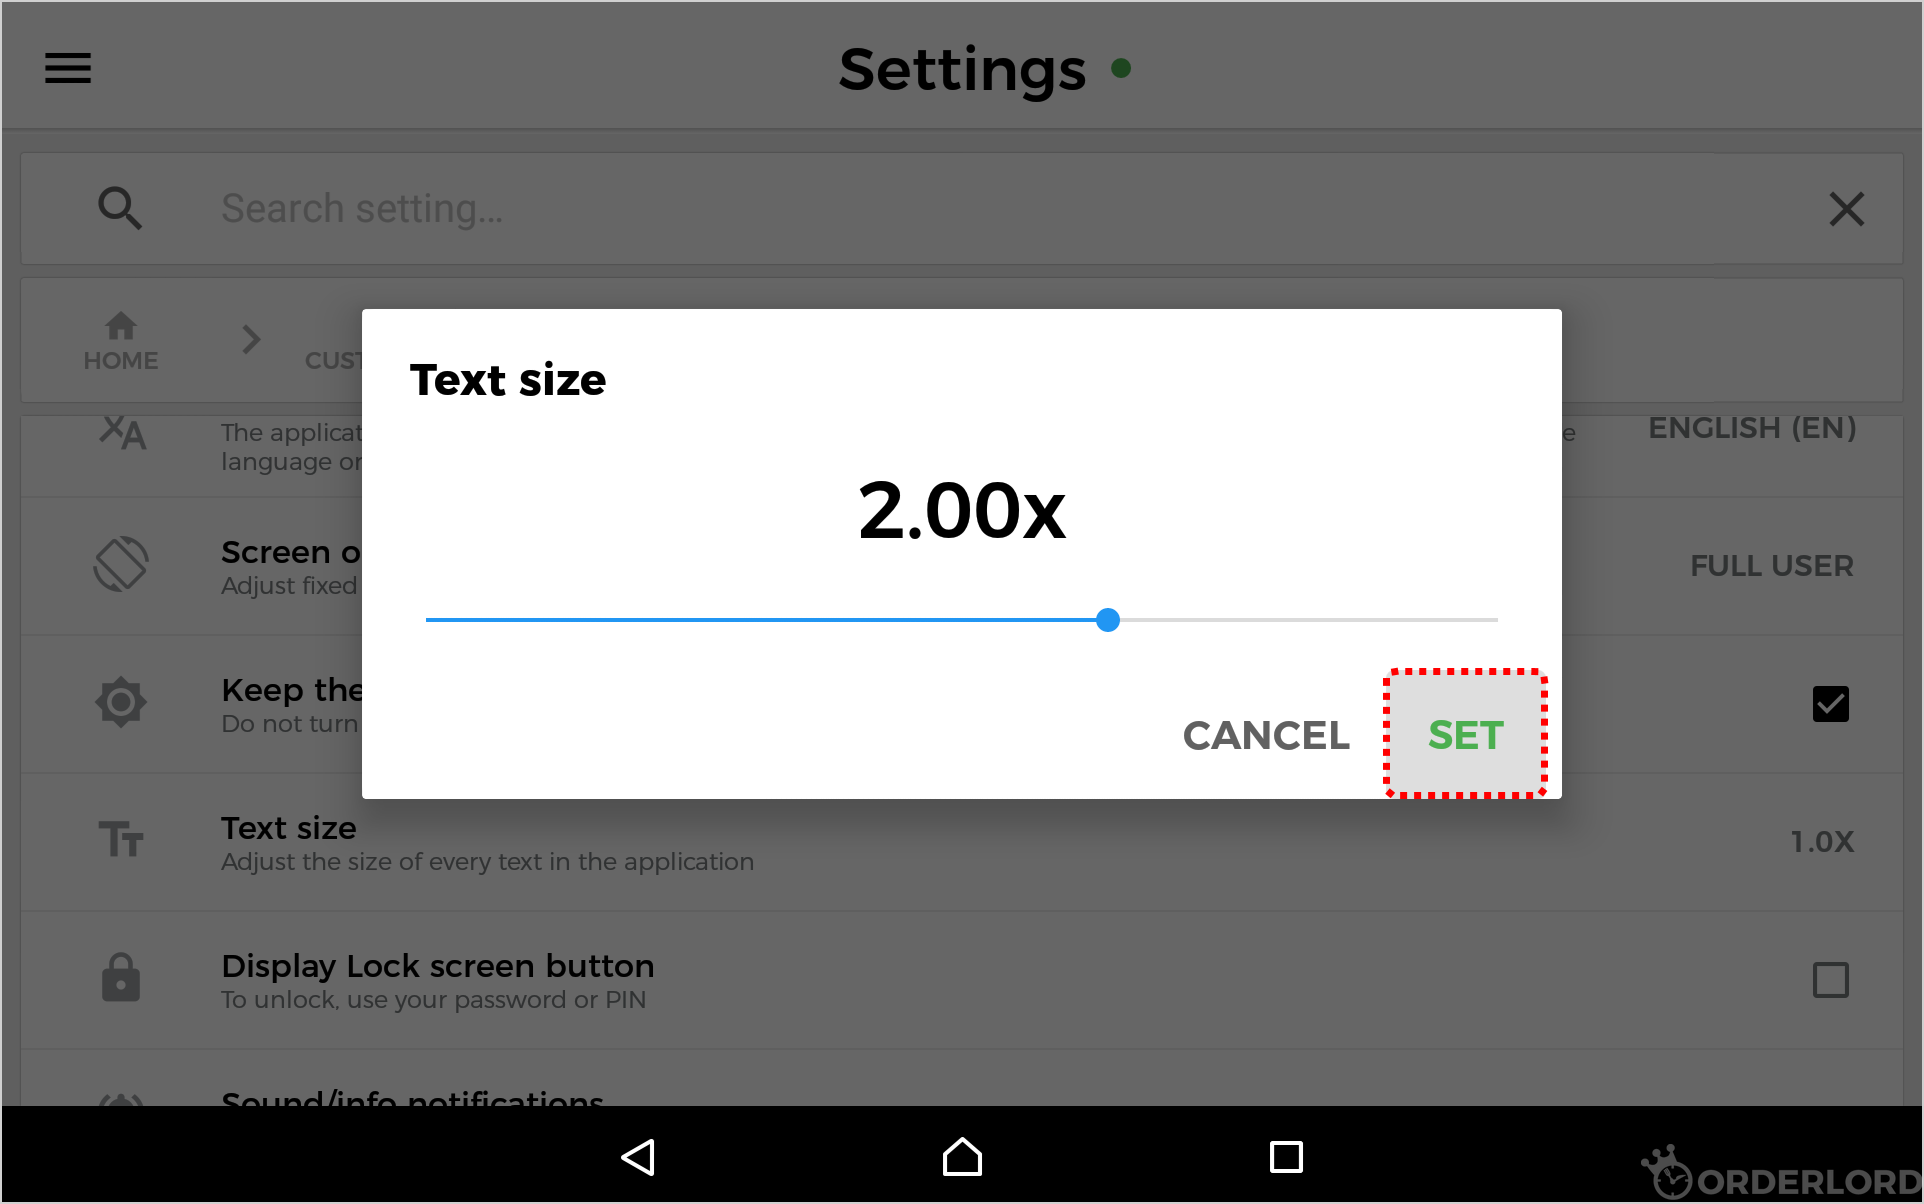 Settings
Search setting...
HOME
CUST
Text size
The applicat
e
ENGLISH (EN)
language or
2.00x
Screen o
Adjust fixed
FULL USER
Keep the
Do not turn
CANCEL
SET
Text size
Adjust the size of every text in the application
1.0X
Display Lock screen button
To unlock, use your password or PIN
Sound/info notifications
ORDERLORD